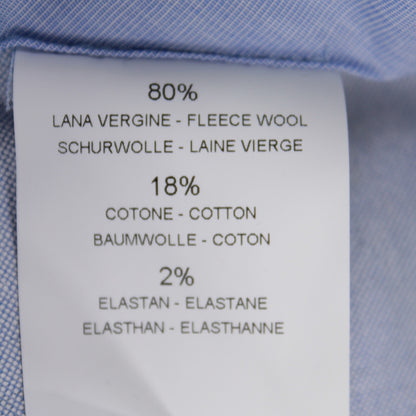 80%
LANA VERGINE - FLEECE WOOL
SCHURWOLLE - LAINE VIERGE
18%
COTONE - COTTON
BAUMWOLLE - COTON
2%
ELASTAN - ELASTANE
ELASTHAN - ELASTHANNE